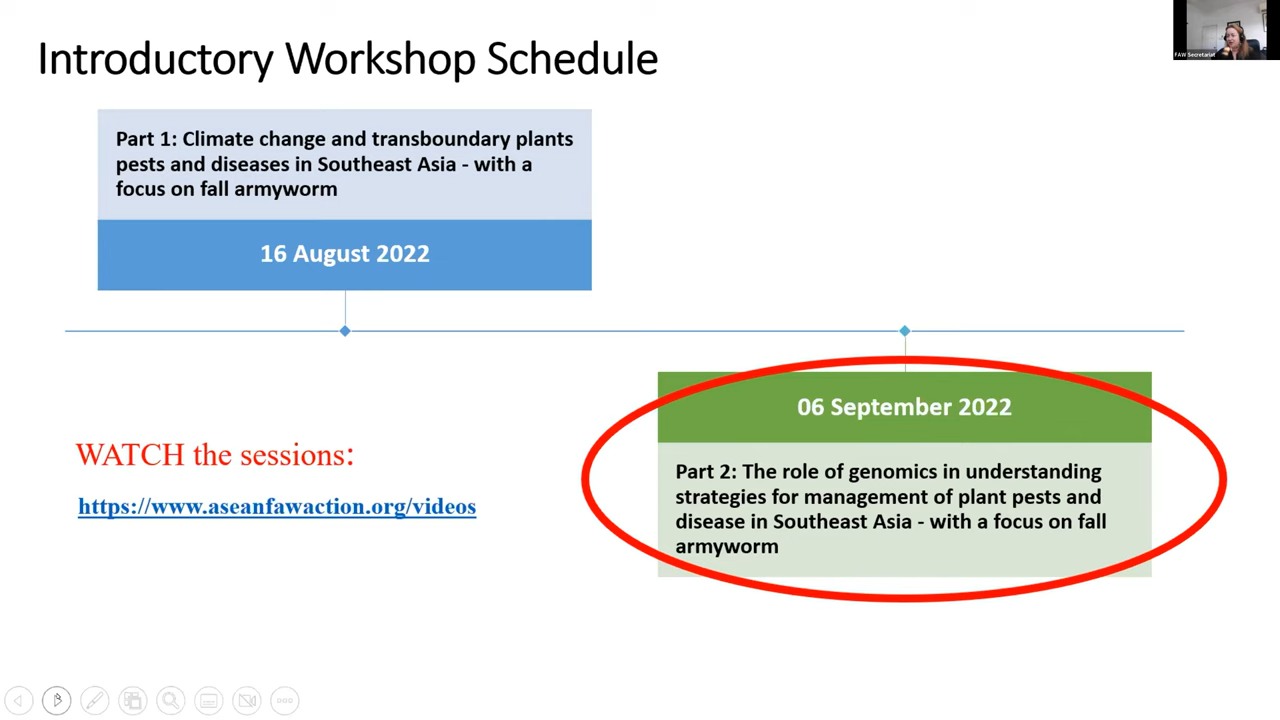 Introductory Workshop Schedule
FAW Secretariat
Part 1: Climate change and transboundary plants
pests and diseases in Southeast Asia - with a
focus on fall armyworm
16 August 2022
06 September 2022
WATCH the sessions:
https://www.aseanfawaction.org/videos
Part 2: The role of genomics in understanding
strategies for management of plant pests and
disease in Southeast Asia - with a focus on fall
armyworm